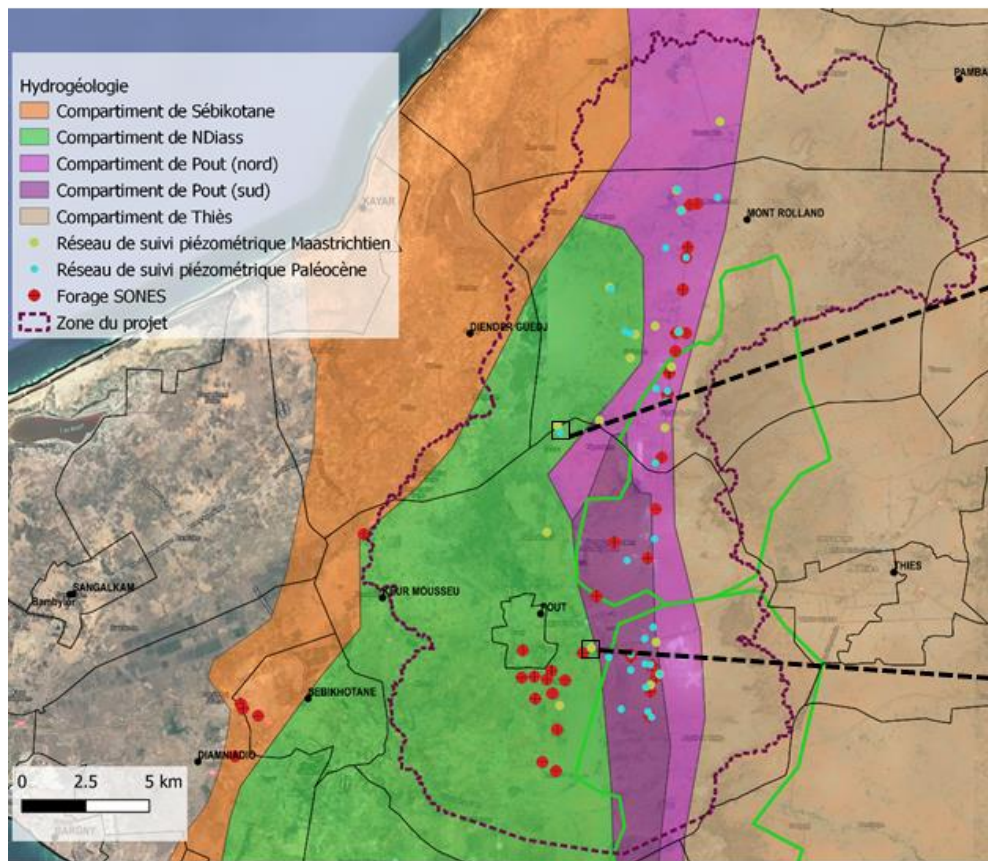 Hydrogéologie
Compartiment de Sébikotane
Compartiment de NDiass
Compartiment de Pout (nord)
Compartiment de Pout (sud)
Compartiment de Thiès
Réseau de suivi piézométrique Maastrichtien
Réseau de suivi piézométrique Paléocène
Forage SONES
Zone du projet
PAMBA
KAYAR
MONT ROLLAND
DIENDER GUEDJ
THIES
SANGALKAM
Bambylor
KEUR MOUSSEU
POUT
SEBIKHOTANE
DIAMNIADIO
0 2.5 5 km
BARGNY